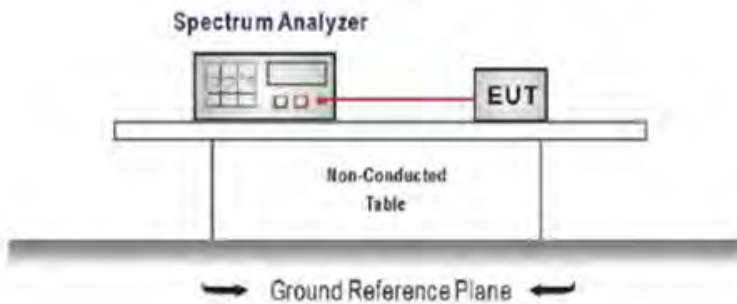 Spectrum Analyzer
EUT
Non-Conducted
Table
Ground Reference Plane